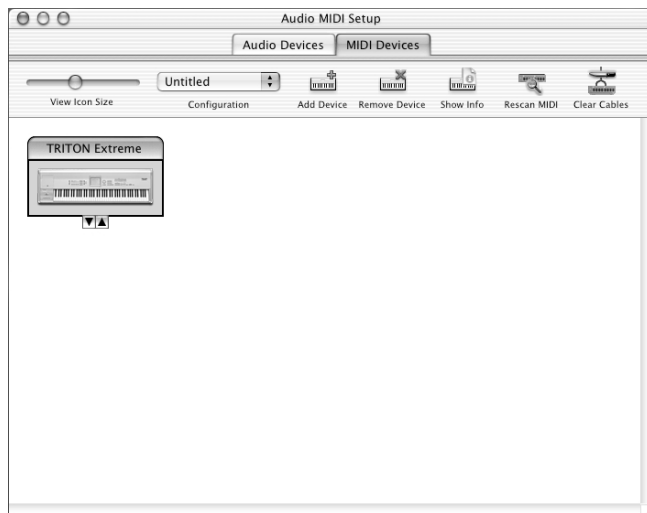 Audio MIDI Setup
Audio Devices MIDI Devices
Untitled
View Icon Size Configuration Add Device Remove Device Show Info Rescan MIDI Clear Cables
TRITON Extreme